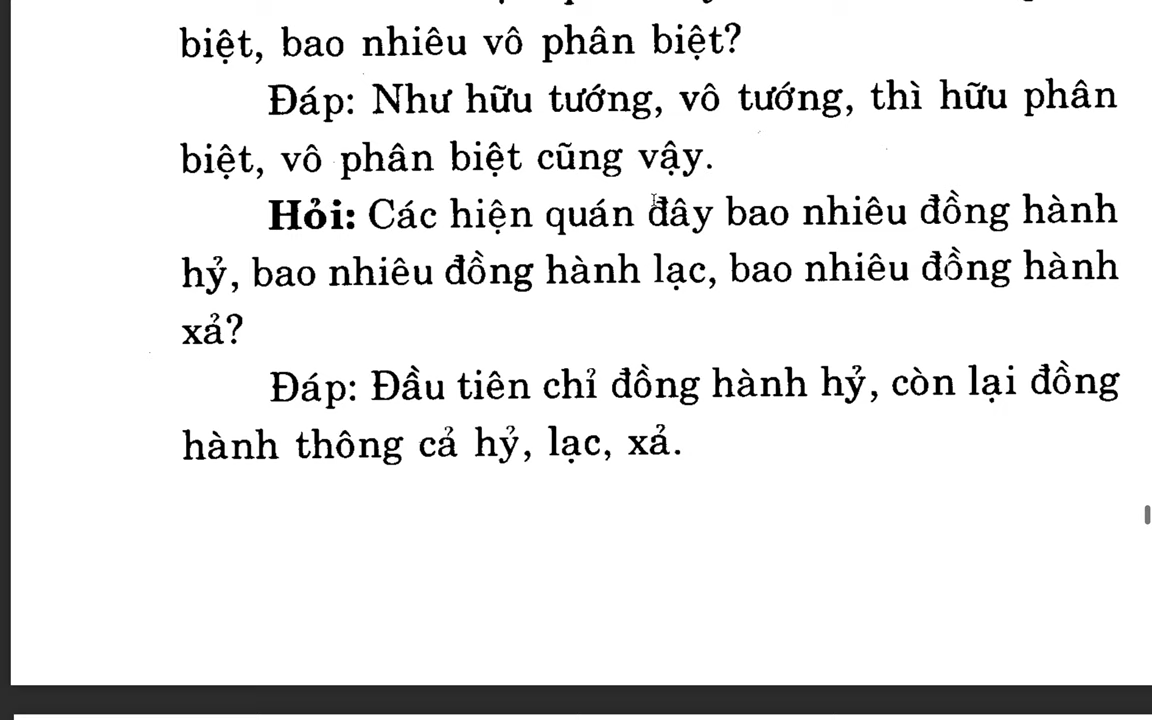 biệt, bao nhiêu vô phân biệt?
Đáp: Như hữu tướng, vô tướng, thì hữu phân
biệt, vô phân biệt cũng vậy.
Hỏi: Các hiện quán đây bao nhiêu đồng hành
hỷ, bao nhiêu đồng hành lạc, bao nhiêu đồng hành
xả?
Đáp: Đầu tiên chỉ đồng hành hỷ, còn lại đồng
hành thông cả hỷ, lạc, xả.